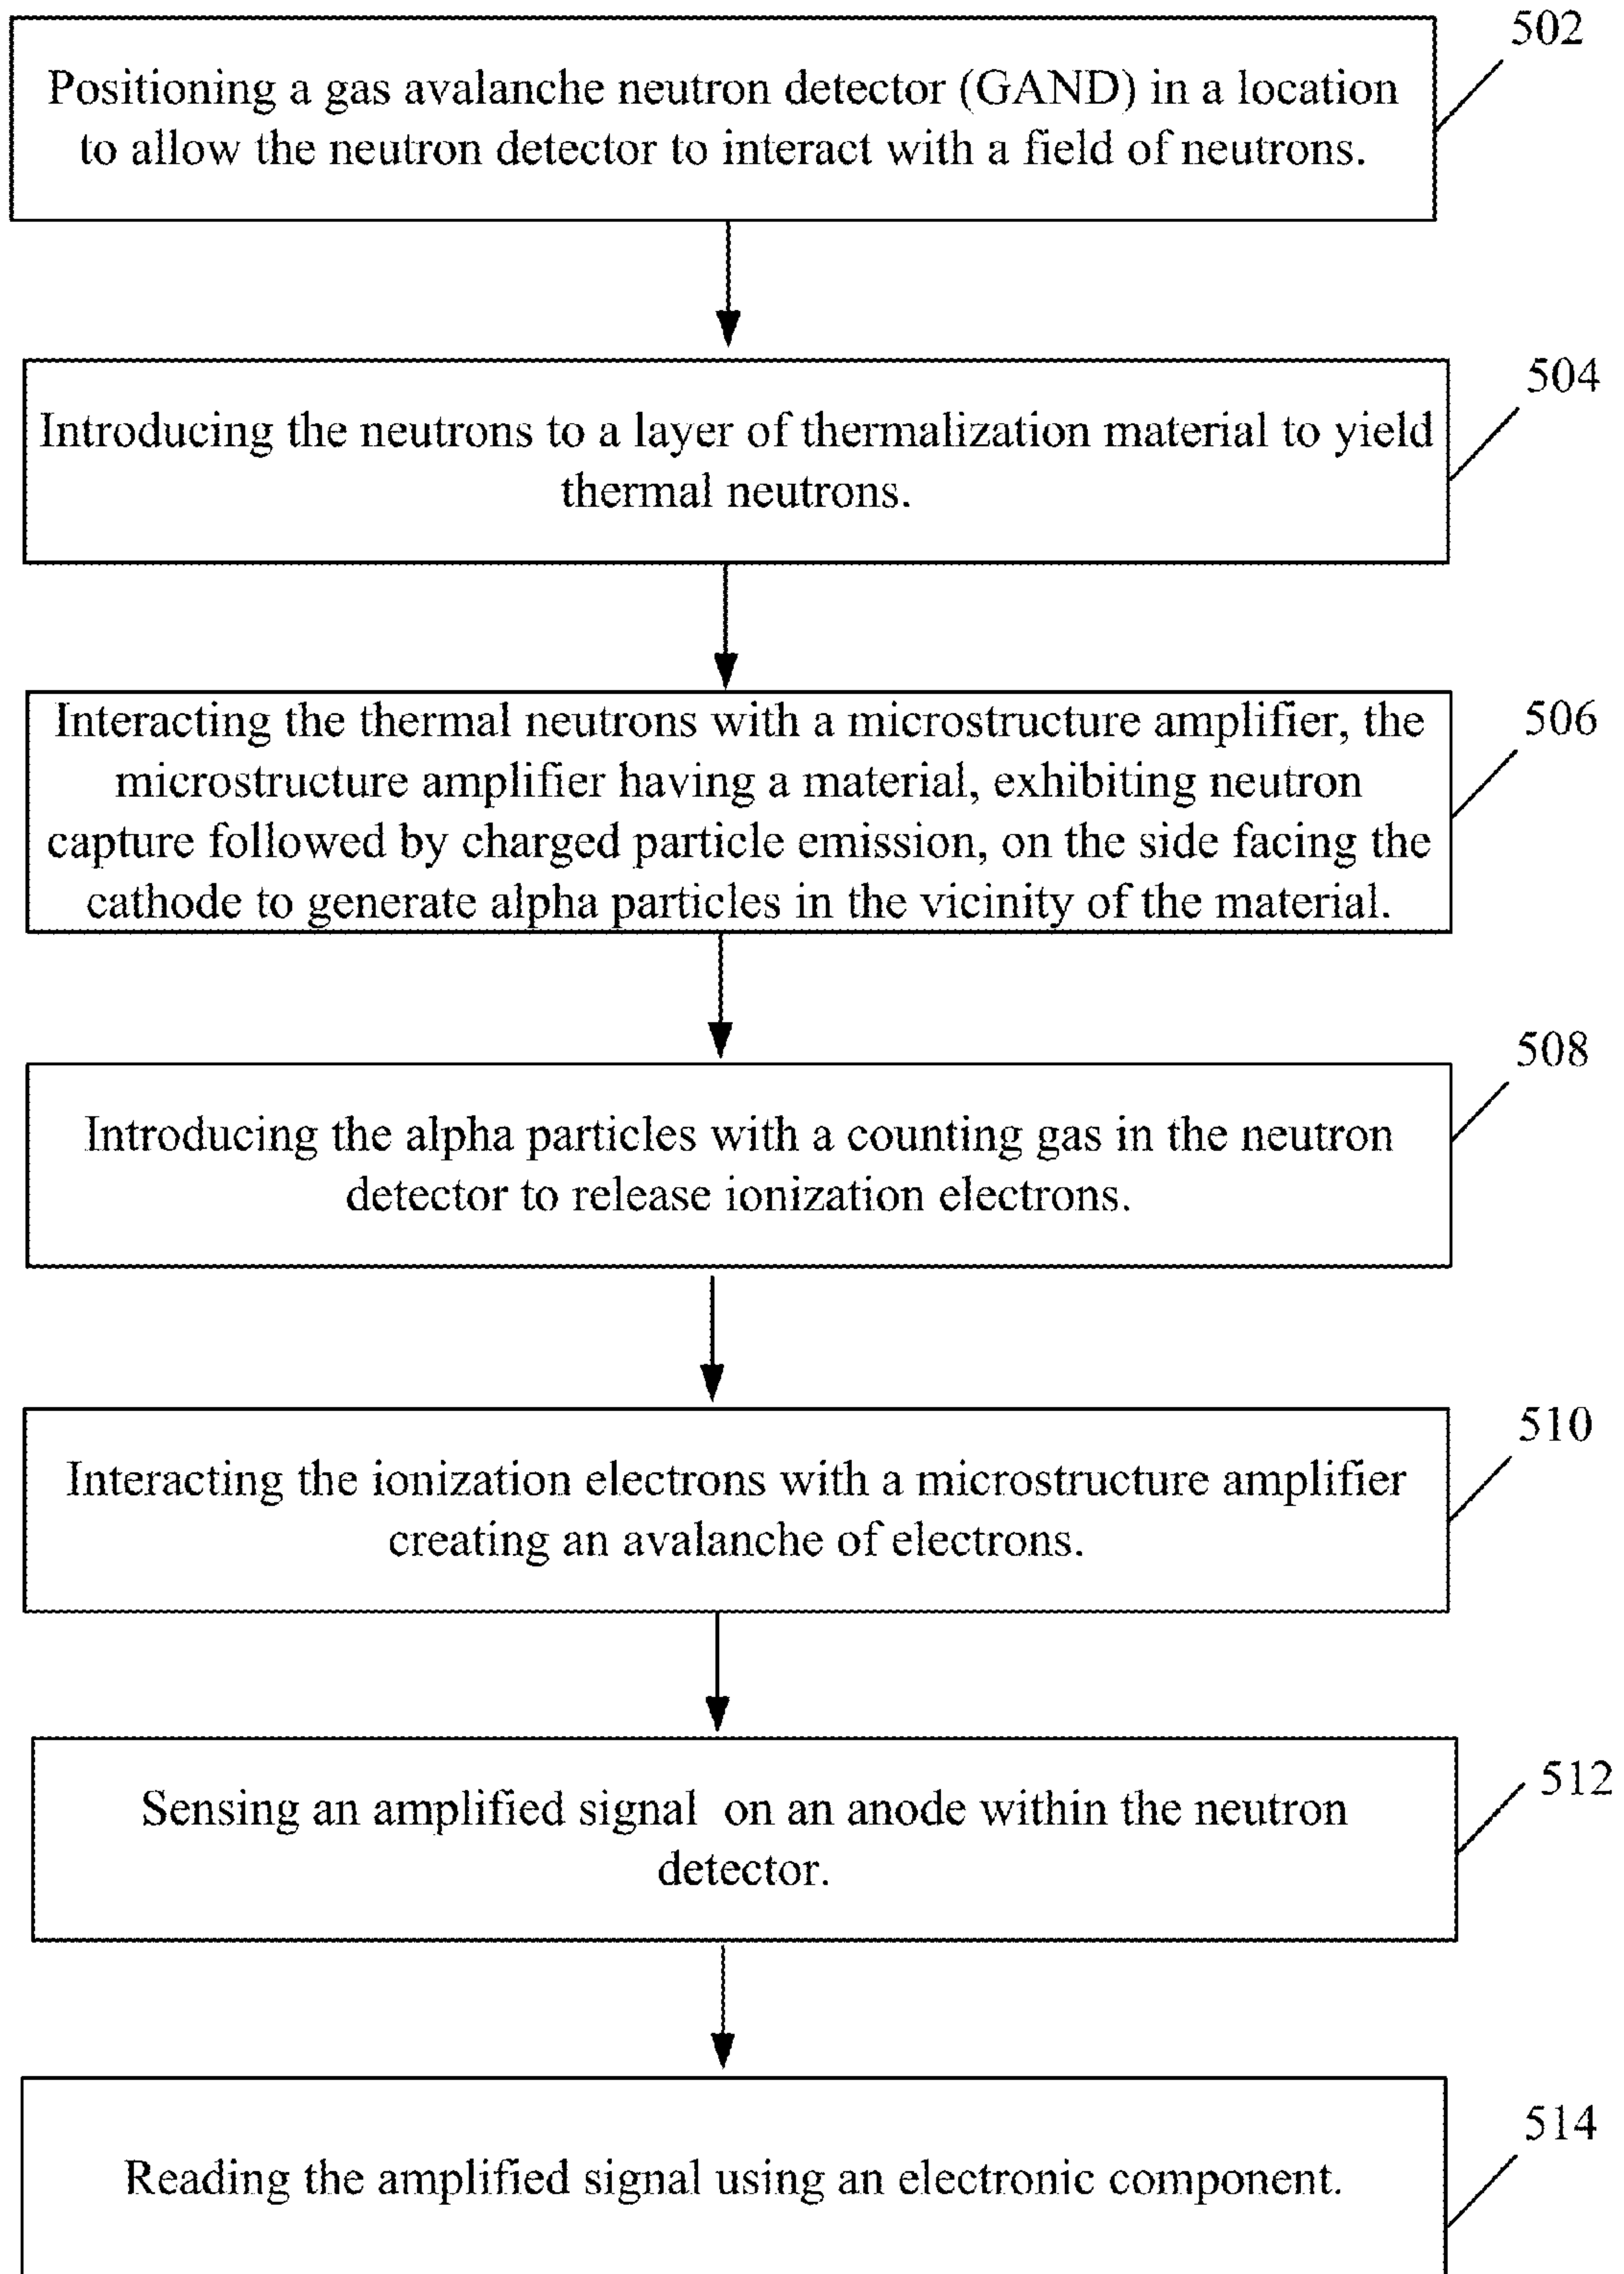 502
Positioning a gas avalanche neutron detector (GAND) in a location
to allow the neutron detector to interact with a field of neutrons.
504
Introducing the neutrons to a layer of thermalization material to yield
thermal neutrons.
506
Interacting the thermal neutrons with a microstructure amplifier, the
microstructure amplifier having a material, exhibiting neutron
capture followed by charged particle emission, on the side facing the
cathode to generate alpha particles in the vicinity of the material.
508
Introducing the alpha particles with a counting gas in the neutron
detector to release ionization electrons.
510
Interacting the ionization electrons with a microstructure amplifier
creating an avalanche of electrons.
512
Sensing an amplified signal on an anode within the neutron
detector.
514
Reading the amplified signal using an electronic component.